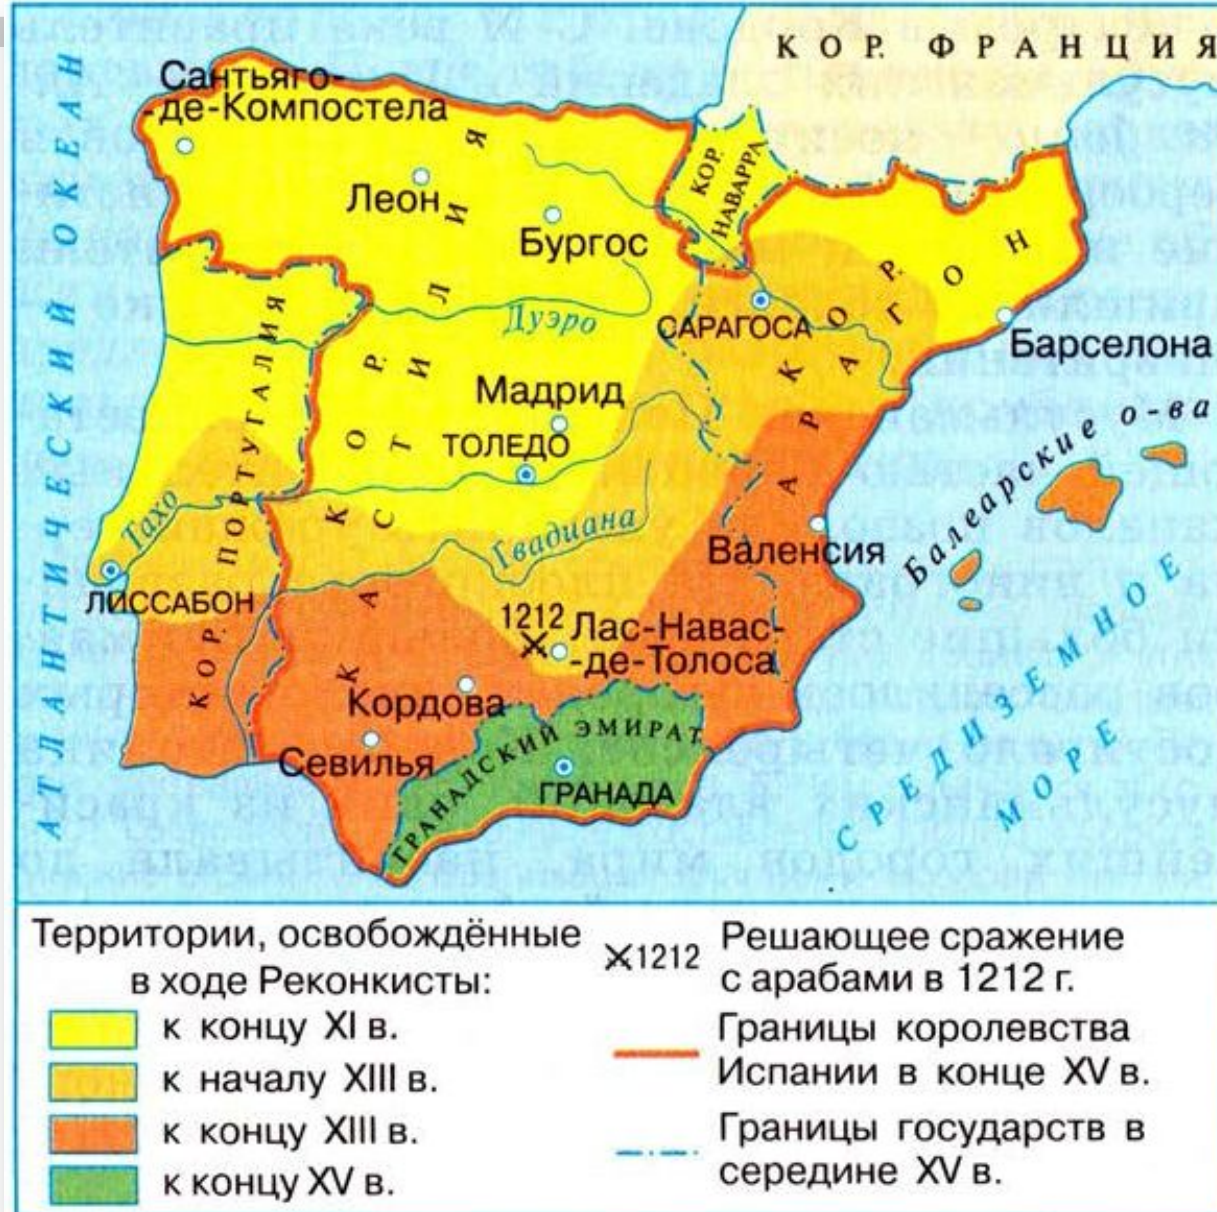 КОР. ФРАНЦИЯ
АТЛАНТИЧЕСКИЙ ОКЕАН
Сантьяго-
-де-Компостела
Леон
Бургос
КОР. НАВАРРА
КОР. АРАГОН
САРАГОСА
Барселона
Дуэро
КОР. КАСТИЛИЯ
Мадрид
ТОЛЕДО
КОР. ПОРТУГАЛИЯ
Тахо
ЛИССАБОН
Гвадиана
Валенсия
Балеарские о-ва
1212
Лас-Навас-
-де-Толоса
Кордова
Севилья
ГРАНАДСКИЙ ЭМИРАТ
ГРАНАДА
СРЕДИЗЕМНОЕ
МОРЕ
Территории, освобождённые
в ходе Реконкисты:
к концу XI в.
к началу XIII в.
к концу XIII в.
к концу XV в.
1212
Решающее сражение
с арабами в 1212 г.
Границы королевства
Испании в конце XV в.
Границы государств в
середине XV в.